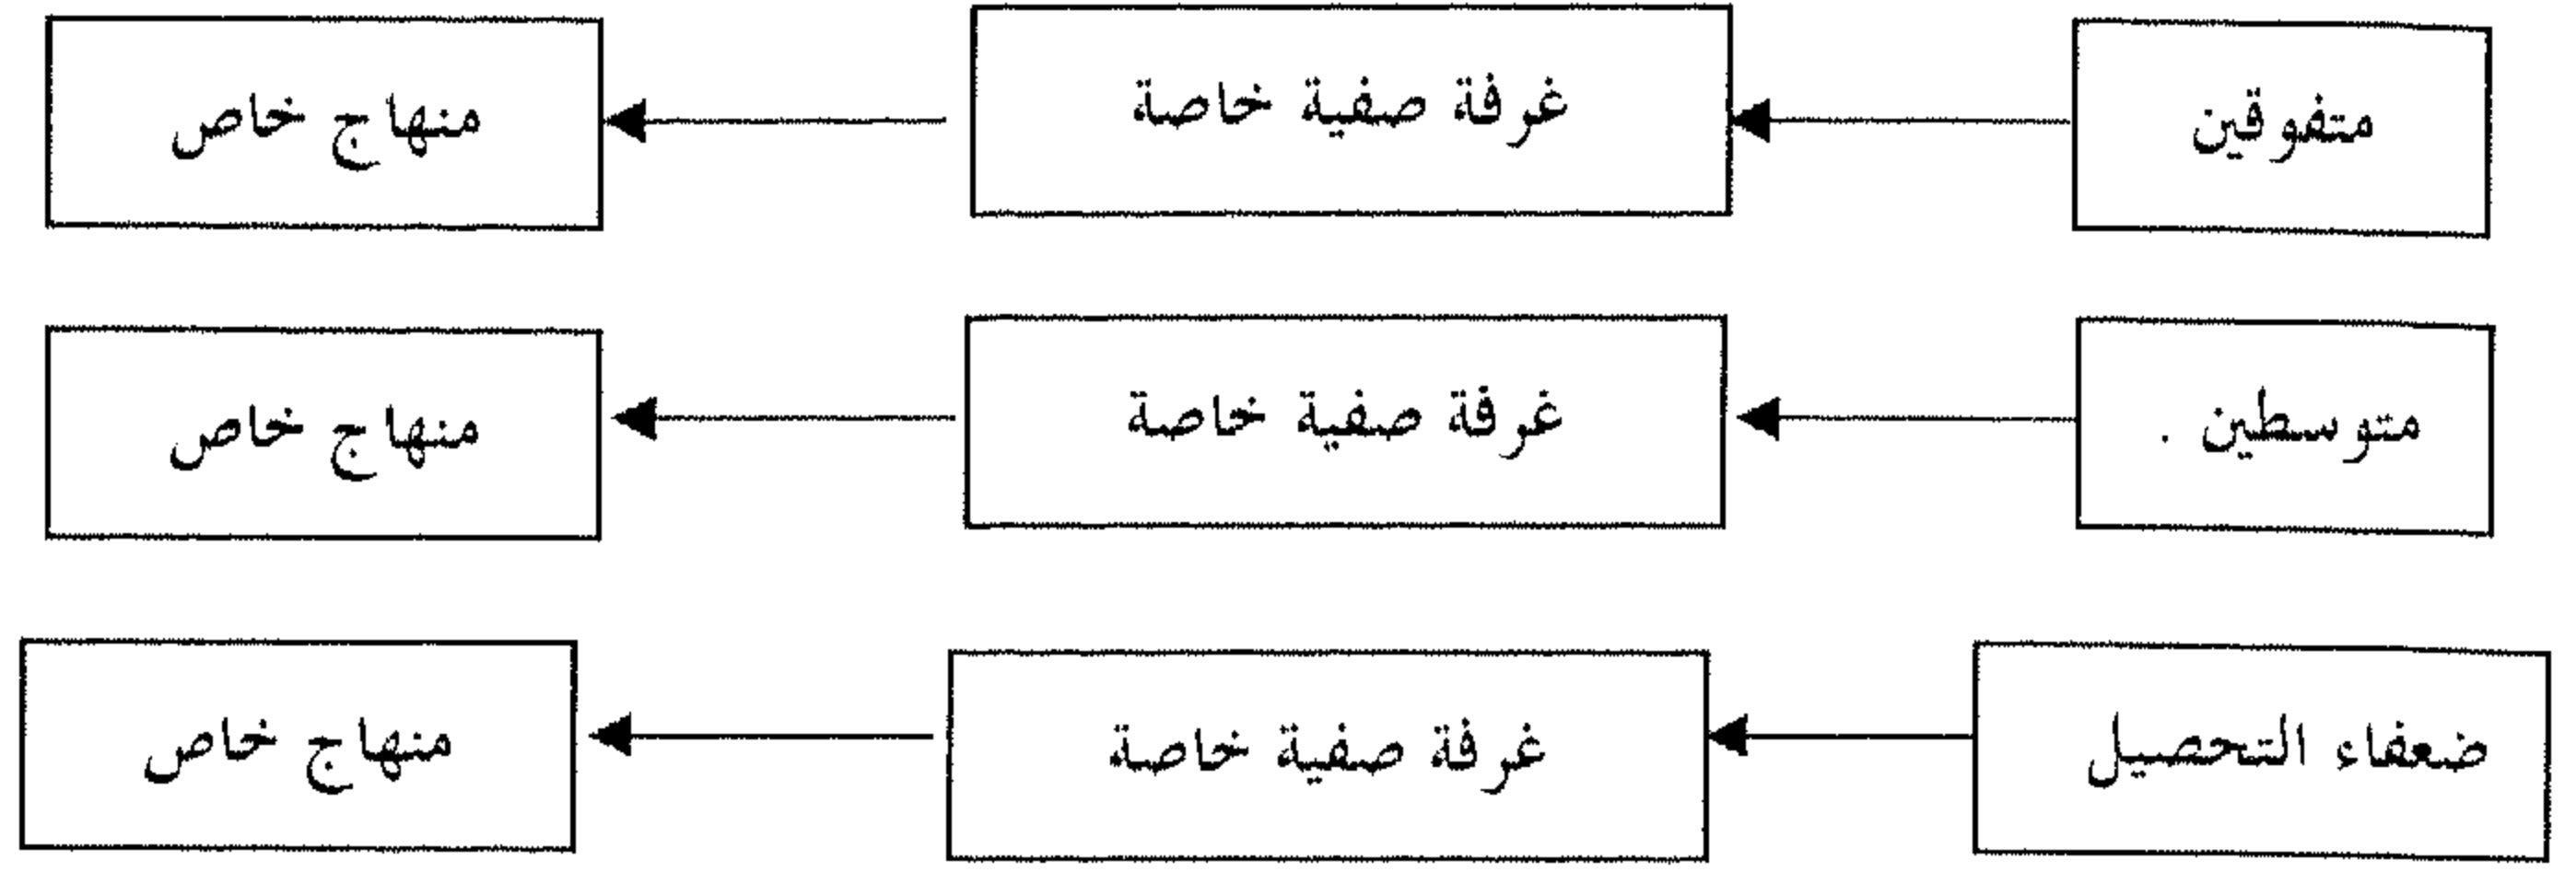 متفوقين
غرفة صفية خاصة
منهاج خاص
متوسطين .
غرفة صفية خاصة
منهاج خاص
ضعفاء التحصيل
غرفة صفية خاصة
منهاج خاص